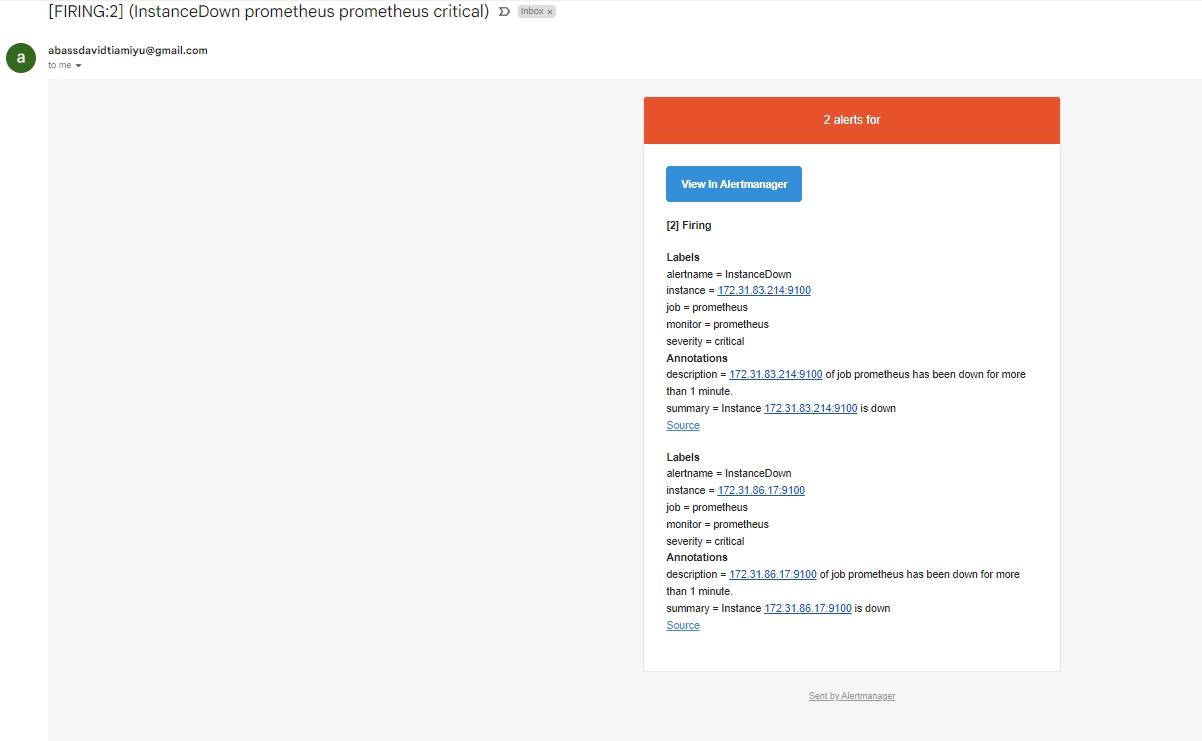 [FIRING:2] (InstanceDown prometheus prometheus critical)
Inbox ×
a
abassdavidtiamiyu@gmail.com
to me
2 alerts for
View In Alertmanager
[2] Firing
Labels
alertname = InstanceDown
instance = 172.31.83.214:9100
job = prometheus
monitor = prometheus
severity = critical
Annotations
description = 172.31.83.214:9100 of job prometheus has been down for more
than 1 minute.
summary = Instance 172.31.83.214:9100 is down
Source
Labels
alertname = InstanceDown
instance = 172.31.86.17:9100
job = prometheus
monitor = prometheus
severity = critical
Annotations
description = 172.31.86.17:9100 of job prometheus has been down for more
than 1 minute.
summary = Instance 172.31.86.17:9100 is down
Source
Sent by Alertmanager